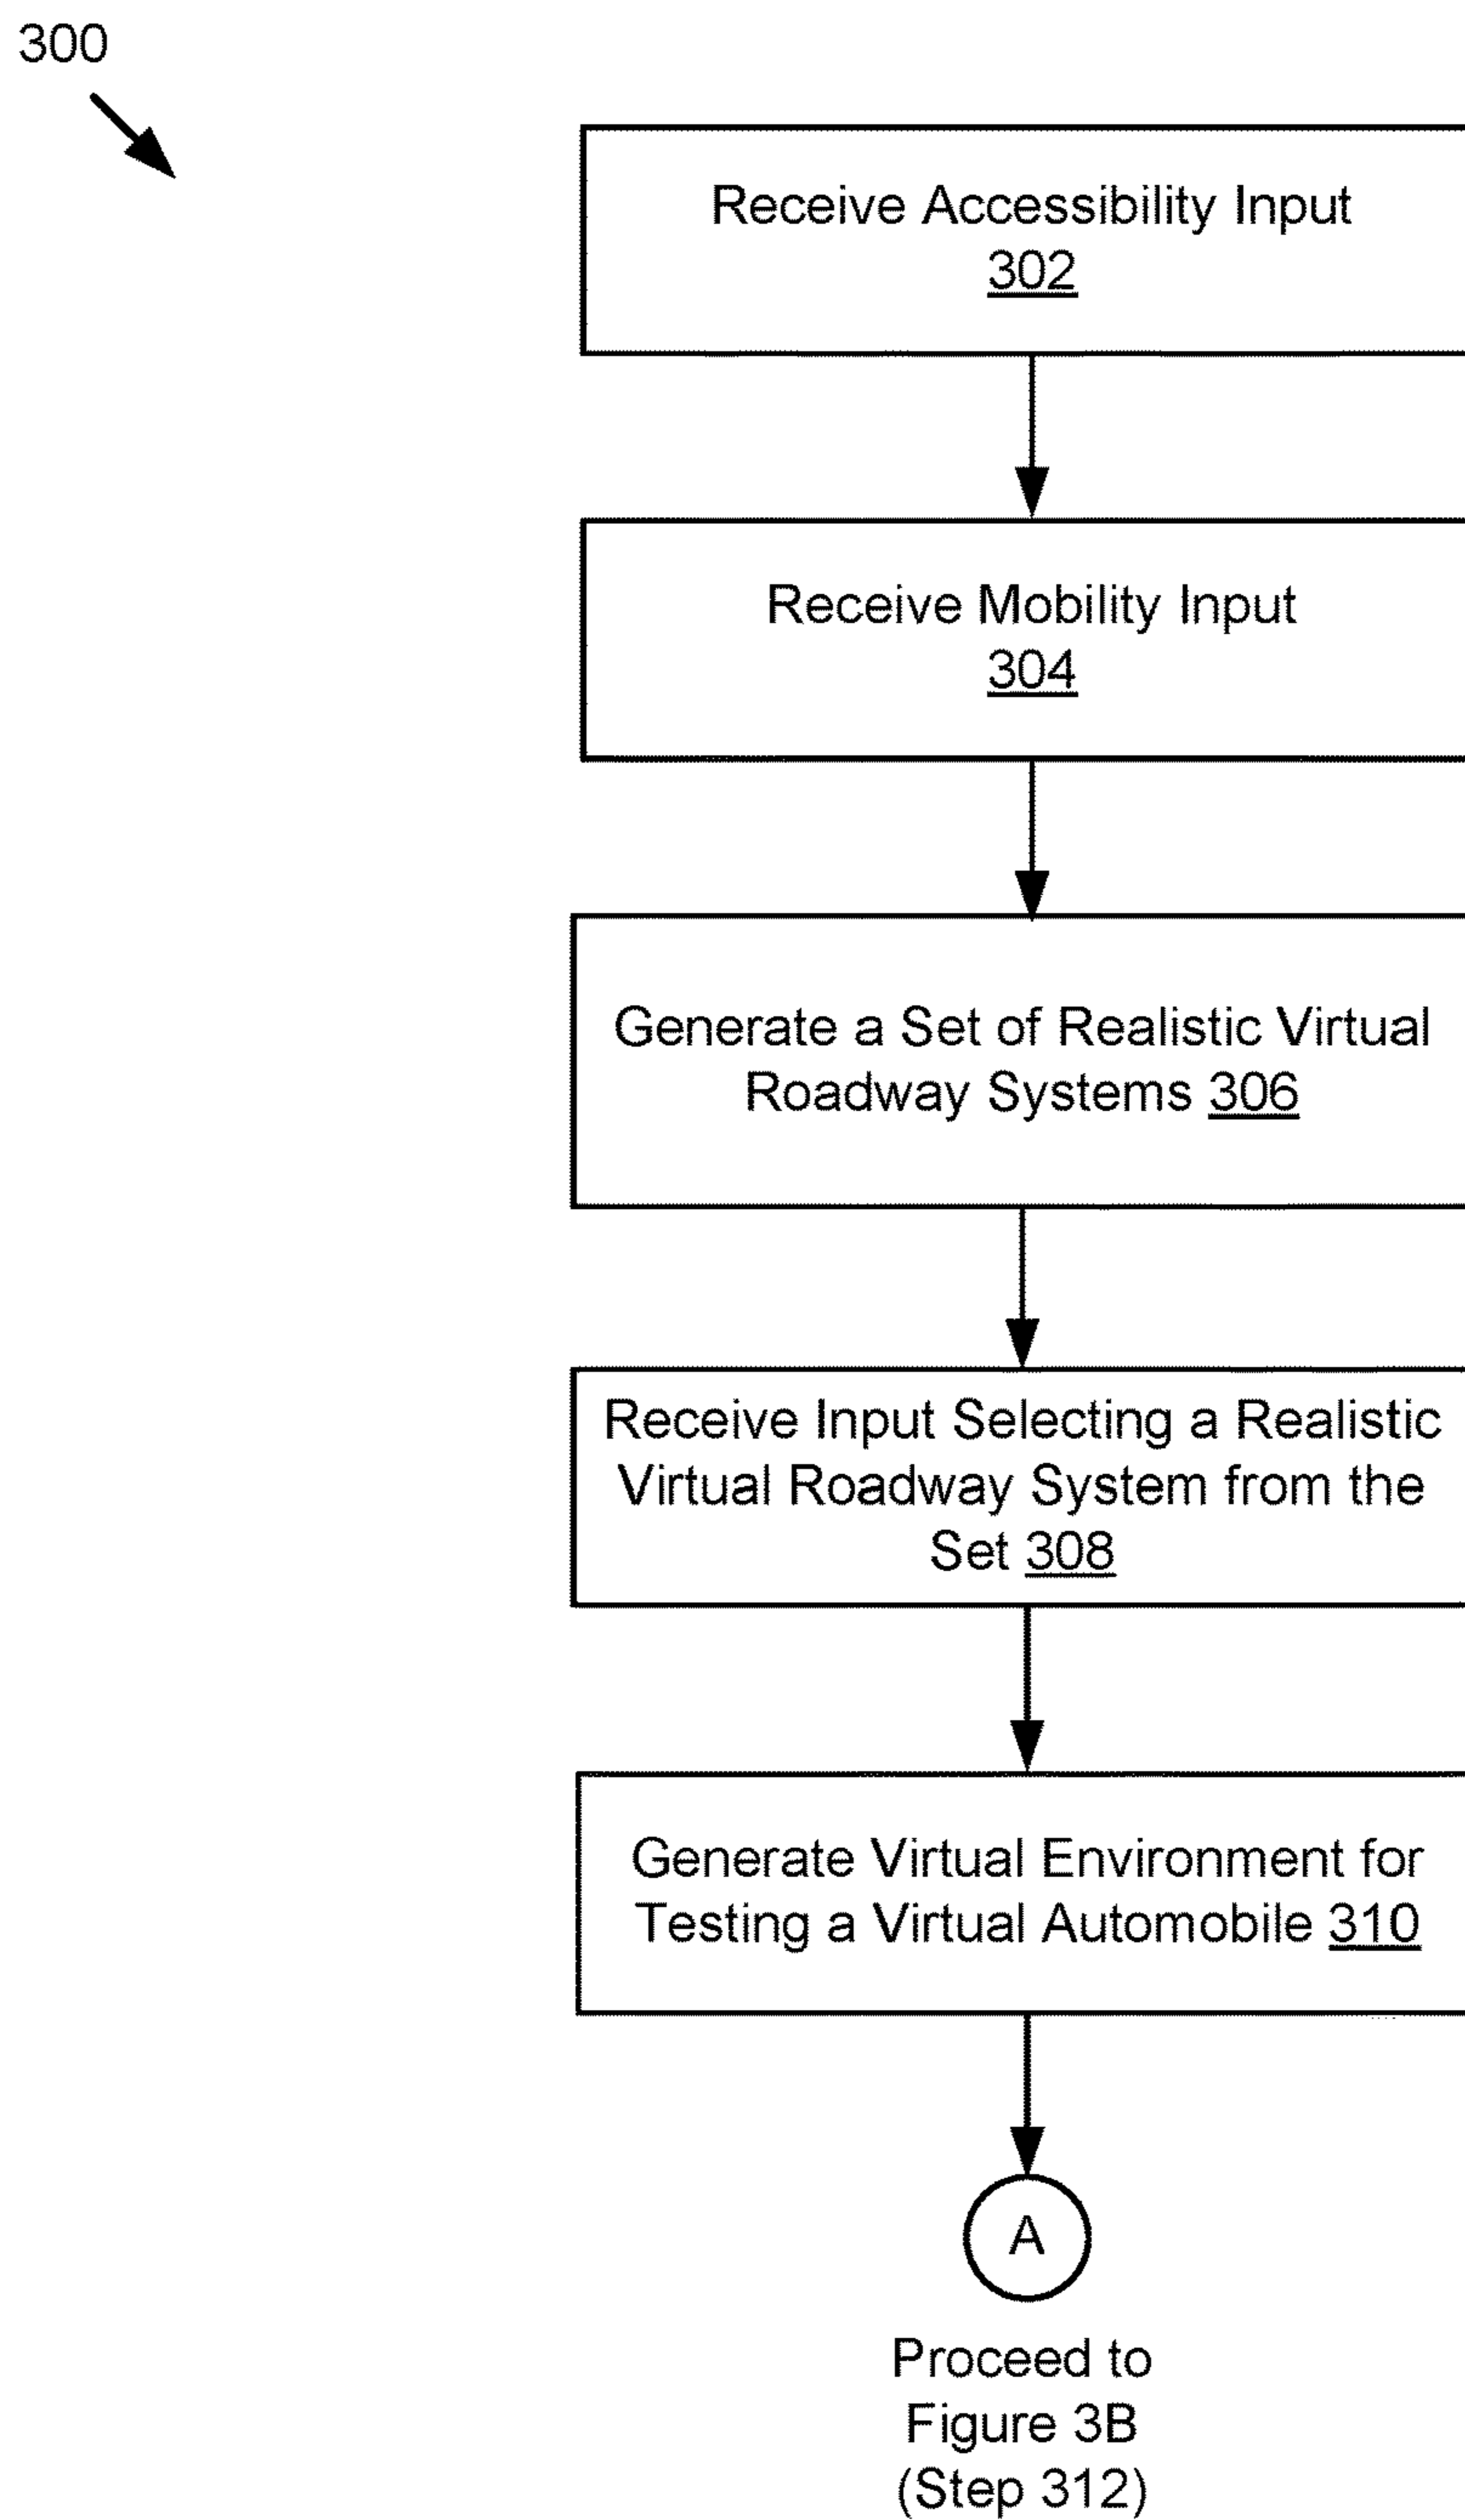 300
Receive Accessibility Input
302
Receive Mobility Input
304
Generate a Set of Realistic Virtual
Roadway Systems 306
Receive Input Selecting a Realistic
Virtual Roadway System from the
Set 308
Generate Virtual Environment for
Testing a Virtual Automobile 310
A
Proceed to
Figure 3B
(Step 312)